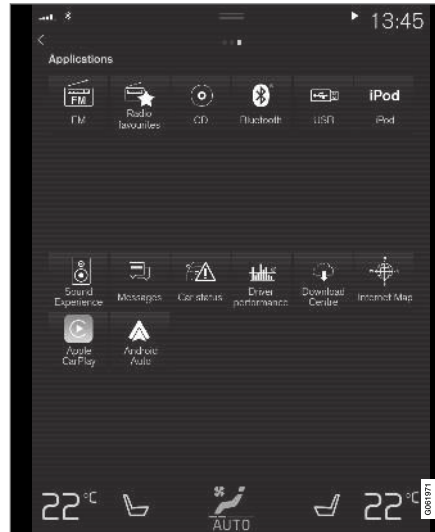 13:45
Applications
iPod
FM
FM
Radio
favourites
CD
Bluetooth
USB
iPod
Sound
Experience
Messages
Car status
Driver
performance
Download
Centre
Internet Map
Apple
CarPlay
Android
Auto
22°C
AUTO
22°C
G061971